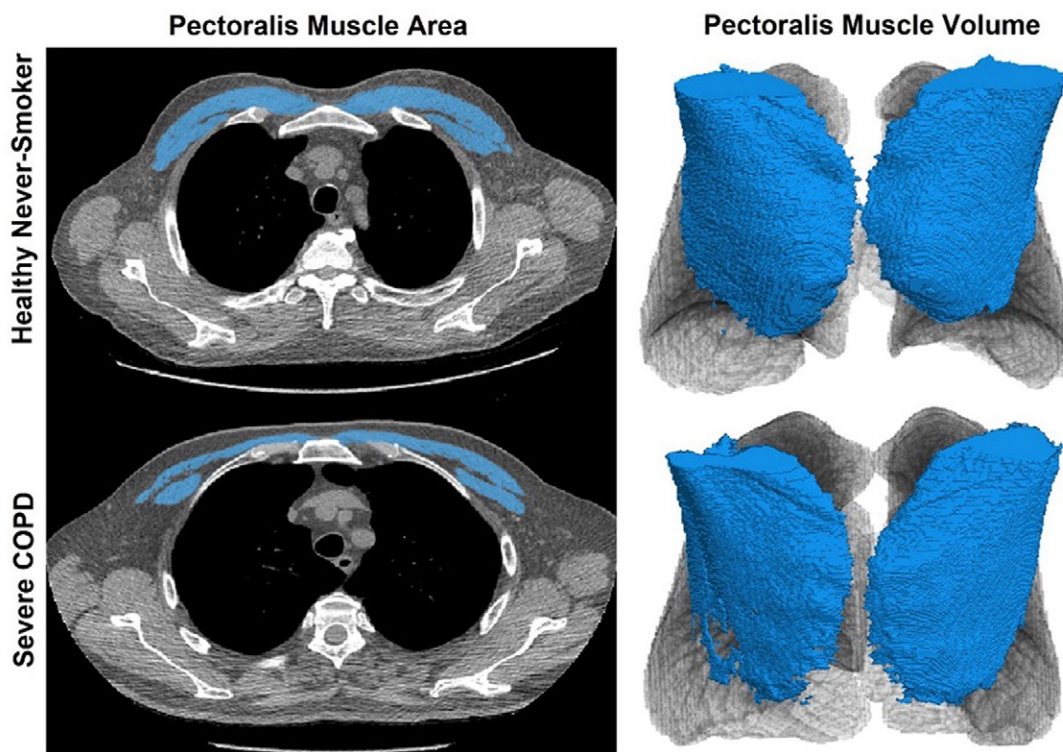 Pectoralis Muscle Area
Pectoralis Muscle Volume
Healthy Never-Smoker
Severe COPD